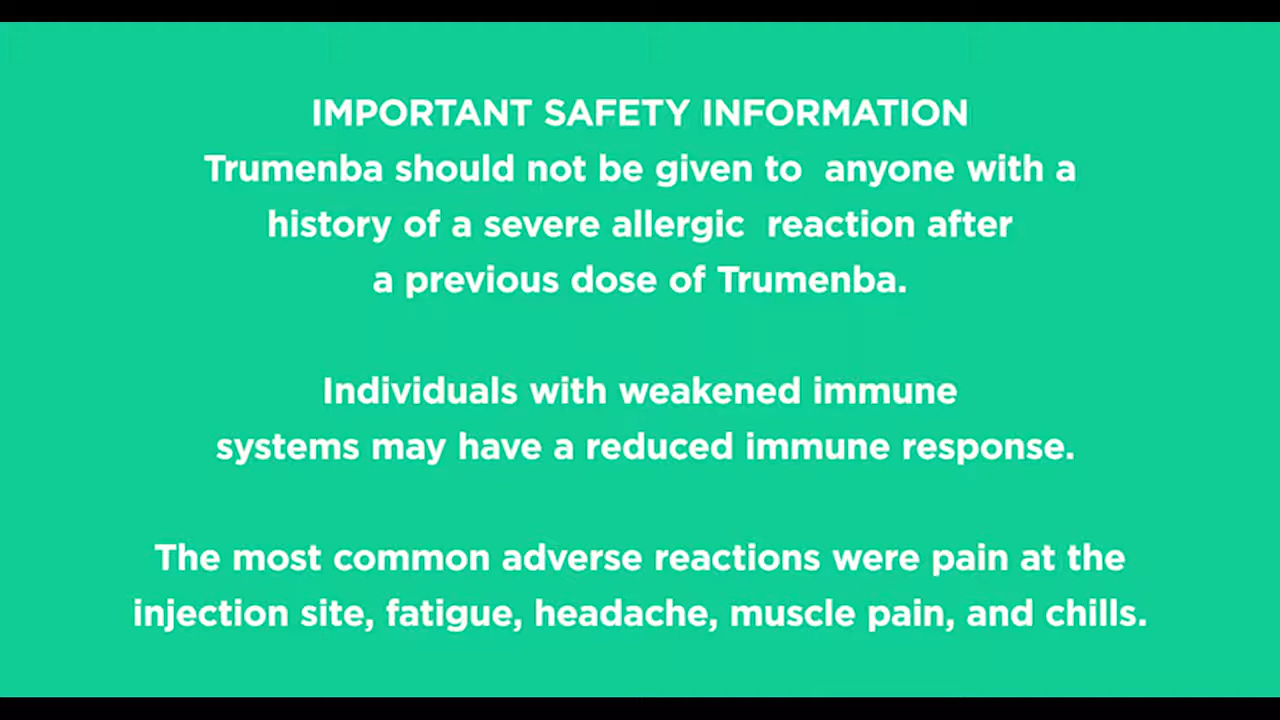 IMPORTANT SAFETY INFORMATION
Trumenba should not be given to  anyone with a
history of a severe allergic  reaction after
a previous dose of Trumenba.
Individuals with weakened immune
systems may have a reduced immune response.
The most common adverse reactions were pain at the
injection site, fatigue, headache, muscle pain, and chills.